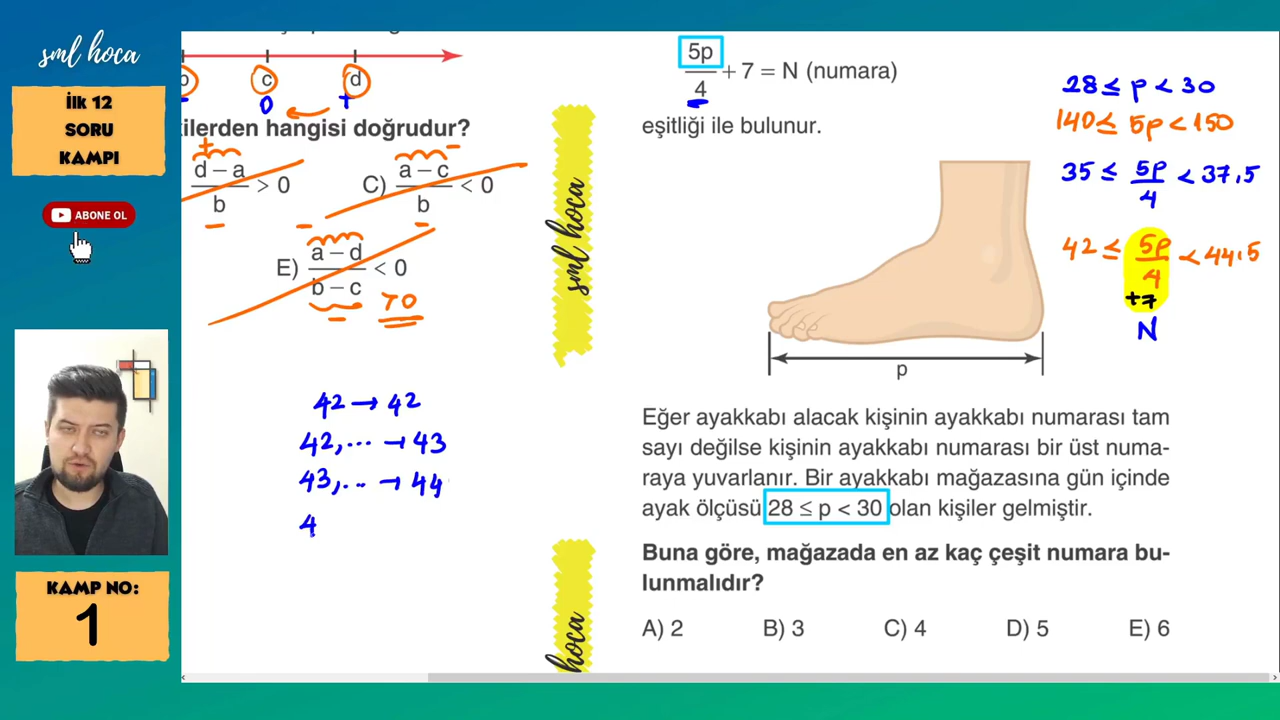 sml hoca
İlk 12
SORU
KAMPI
ABONE OL
KAMP NO:
1
c
d
0
+
kilerden hangisi doğrudur?
+
d – a
b
> 0
–
C) a – c
b
< 0
–
–
–
E) a – d
b – c
< 0
–
> 0
42 → 42
42,... → 43
43,... → 44
4
sml hoca
hoca
5p
4
+ 7 = N (numara)
eşitliği ile bulunur.
28 ≤ p < 30
140 ≤ 5p < 150
35 ≤ 5p/4 < 37.5
42 ≤ 5p/4 < 44.5
+7
N
p
Eğer ayakkabı alacak kişinin ayakkabı numarası tam
sayı değilse kişinin ayakkabı numarası bir üst numa-
raya yuvarlanır. Bir ayakkabı mağazasına gün içinde
ayak ölçüsü 28 ≤ p < 30 olan kişiler gelmiştir.
Buna göre, mağazada en az kaç çeşit numara bu-
lunmalıdır?
A) 2 B) 3 C) 4 D) 5 E) 6